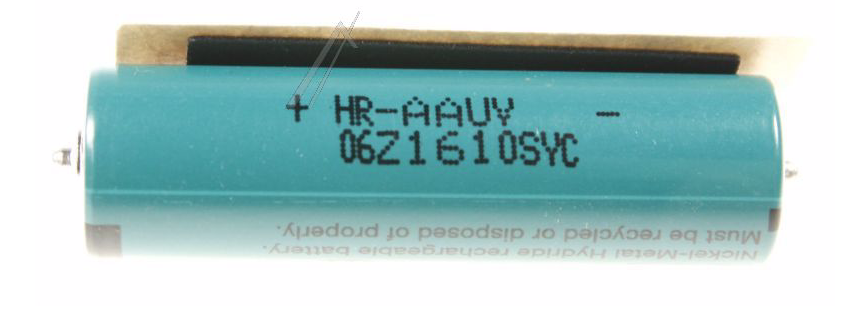 + HR-AAUV -
06Z1610SYC
Nickel-Metal Hydride rechargeable battery.
Must be recycled or disposed of properly.